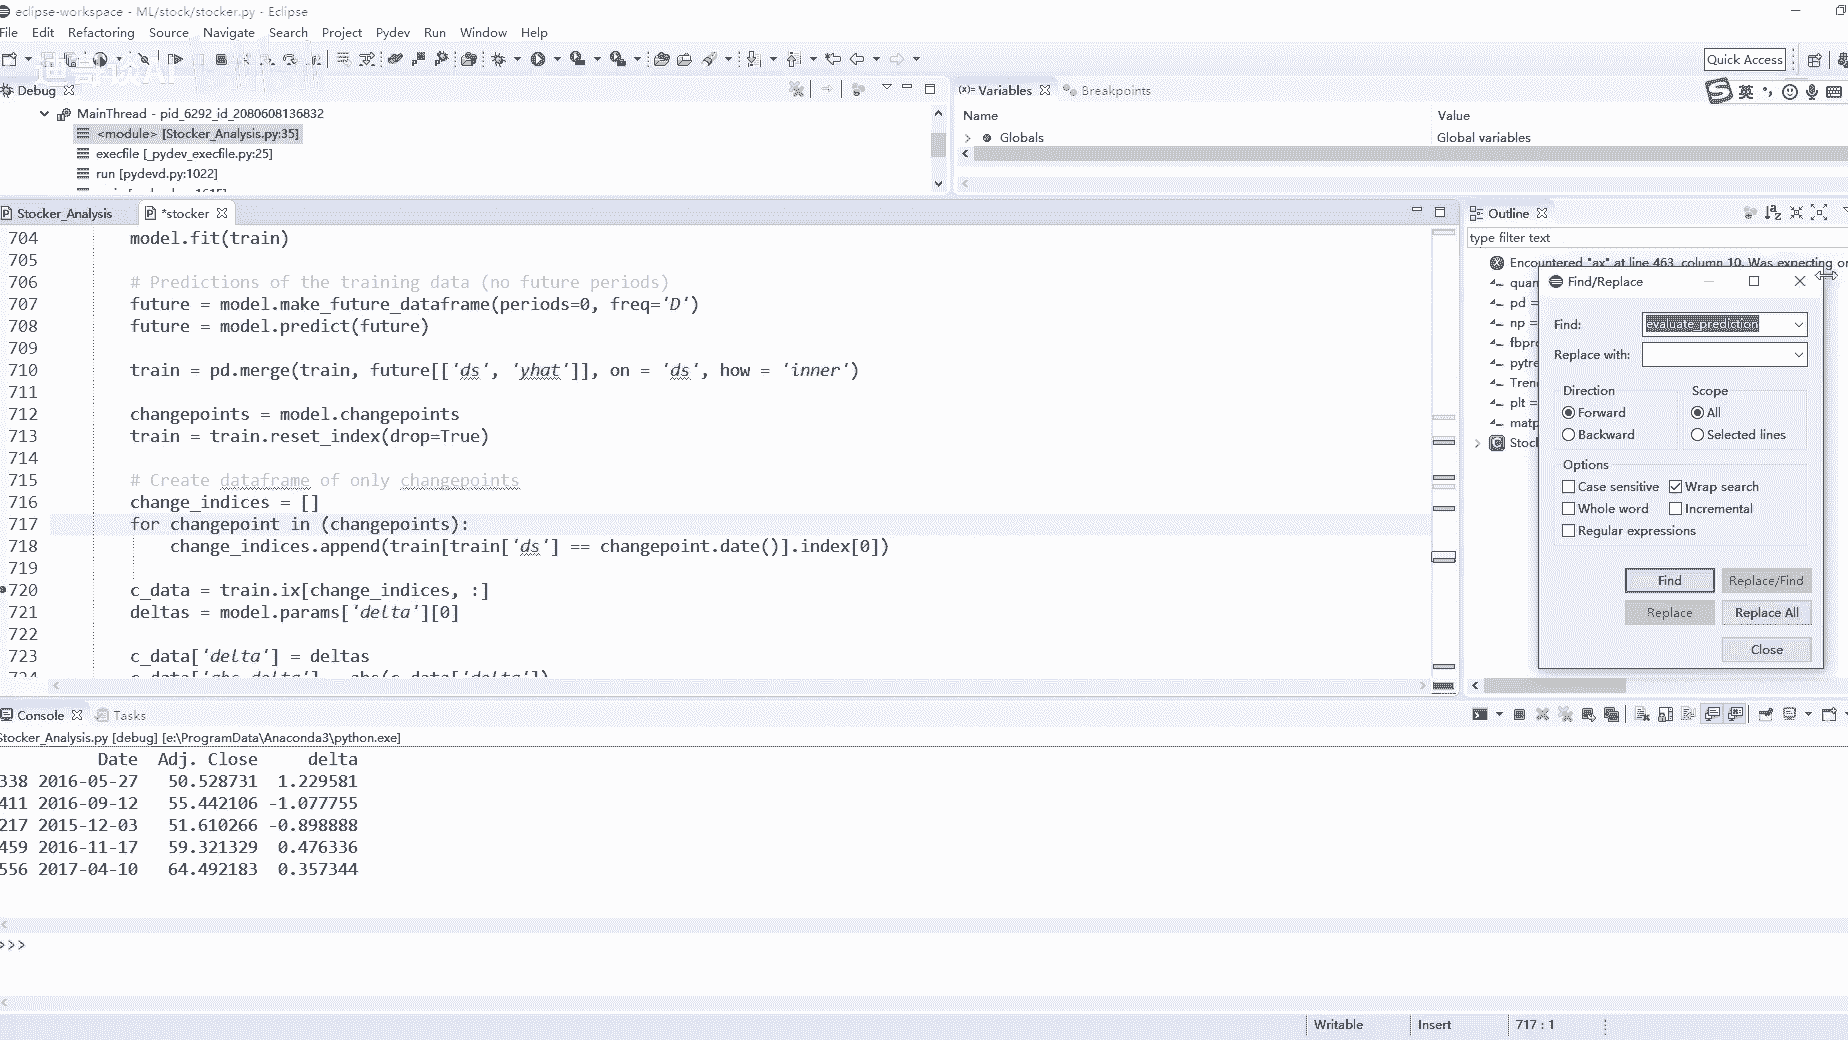 eclipse-workspace - ML/stock/stocker.py - Eclipse
File Edit Refactoring Source Navigate Search Project Pydev Run Window Help
Quick Access
Debug
MainThread - pid_6292_id_2080608136832
<module> [Stocker_Analysis.py:35]
execfile [_pydev_execfile.py:25]
run [pydevd.py:1022]
(x)= Variables Breakpoints
英
Name Value
Globals Global variables
Stocker_Analysis *stocker
704 model.fit(train)
705
706 # Predictions of the training data (no future periods)
707 future = model.make_future_dataframe(periods=0, freq='D')
708 future = model.predict(future)
709
710 train = pd.merge(train, future[['ds', 'yhat']], on = 'ds', how = 'inner')
711
712 changepoints = model.changepoints
713 train = train.reset_index(drop=True)
714
715 # Create dataframe of only changepoints
716 change_indices = []
717 for changepoint in (changepoints):
718 change_indices.append(train[train['ds'] == changepoint.date()].index[0])
719
720 c_data = train.ix[change_indices, :]
721 deltas = model.params['delta'][0]
722
723 c_data['delta'] = deltas
724 c_data['abs_delta'] = abs(c_data['delta'])
Outline
type filter text
Encountered "ax" at line 463, column 10. Was expecting or
quan
pd =
np =
fbpr
pytre
Tren
plt =
matp
Stoc
Find/Replace
Find: evaluate_prediction
Replace with:
Direction Scope
Forward All
Backward Selected lines
Options
Case sensitive Wrap search
Whole word Incremental
Regular expressions
Find Replace/Find
Replace Replace All
Close
Console Tasks
Stocker_Analysis.py [debug] [e:\ProgramData\Anaconda3\python.exe]
Date Adj. Close delta
338 2016-05-27 50.528731 1.229581
411 2016-09-12 55.442106 -1.077755
217 2015-12-03 51.610266 -0.898888
459 2016-11-17 59.321329 0.476336
556 2017-04-10 64.492183 0.357344
>>>
Writable Insert 717 : 1